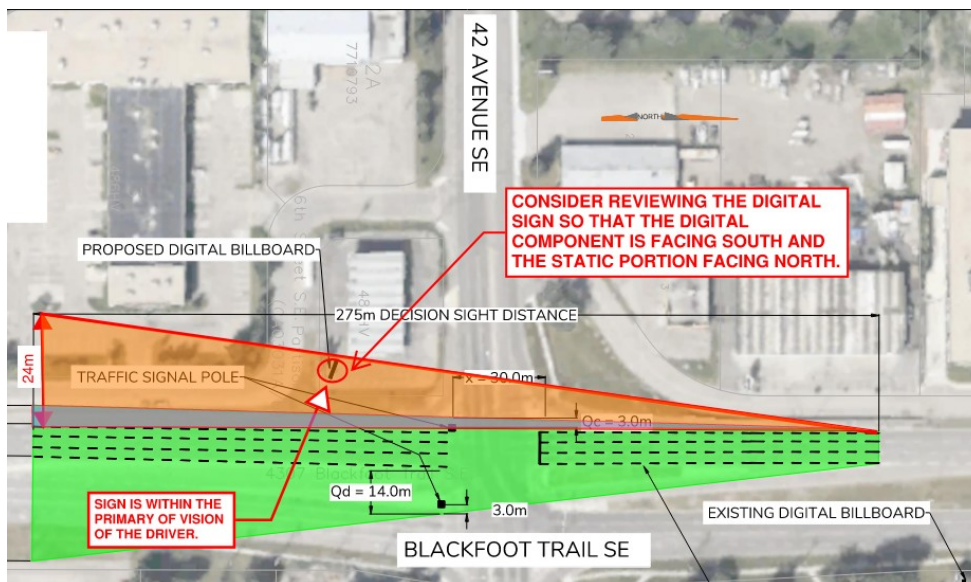 42 AVENUE SE
2A
7710793
NORTH
CONSIDER REVIEWING THE DIGITAL
SIGN SO THAT THE DIGITAL
COMPONENT IS FACING SOUTH AND
THE STATIC PORTION FACING NORTH.
PROPOSED DIGITAL BILLBOARD
275m DECISION SIGHT DISTANCE
24m
TRAFFIC SIGNAL POLE
x = 30.0m
Qc = 3.0m
Qd = 14.0m
3.0m
SIGN IS WITHIN THE
PRIMARY OF VISION
OF THE DRIVER.
EXISTING DIGITAL BILLBOARD
BLACKFOOT TRAIL SE